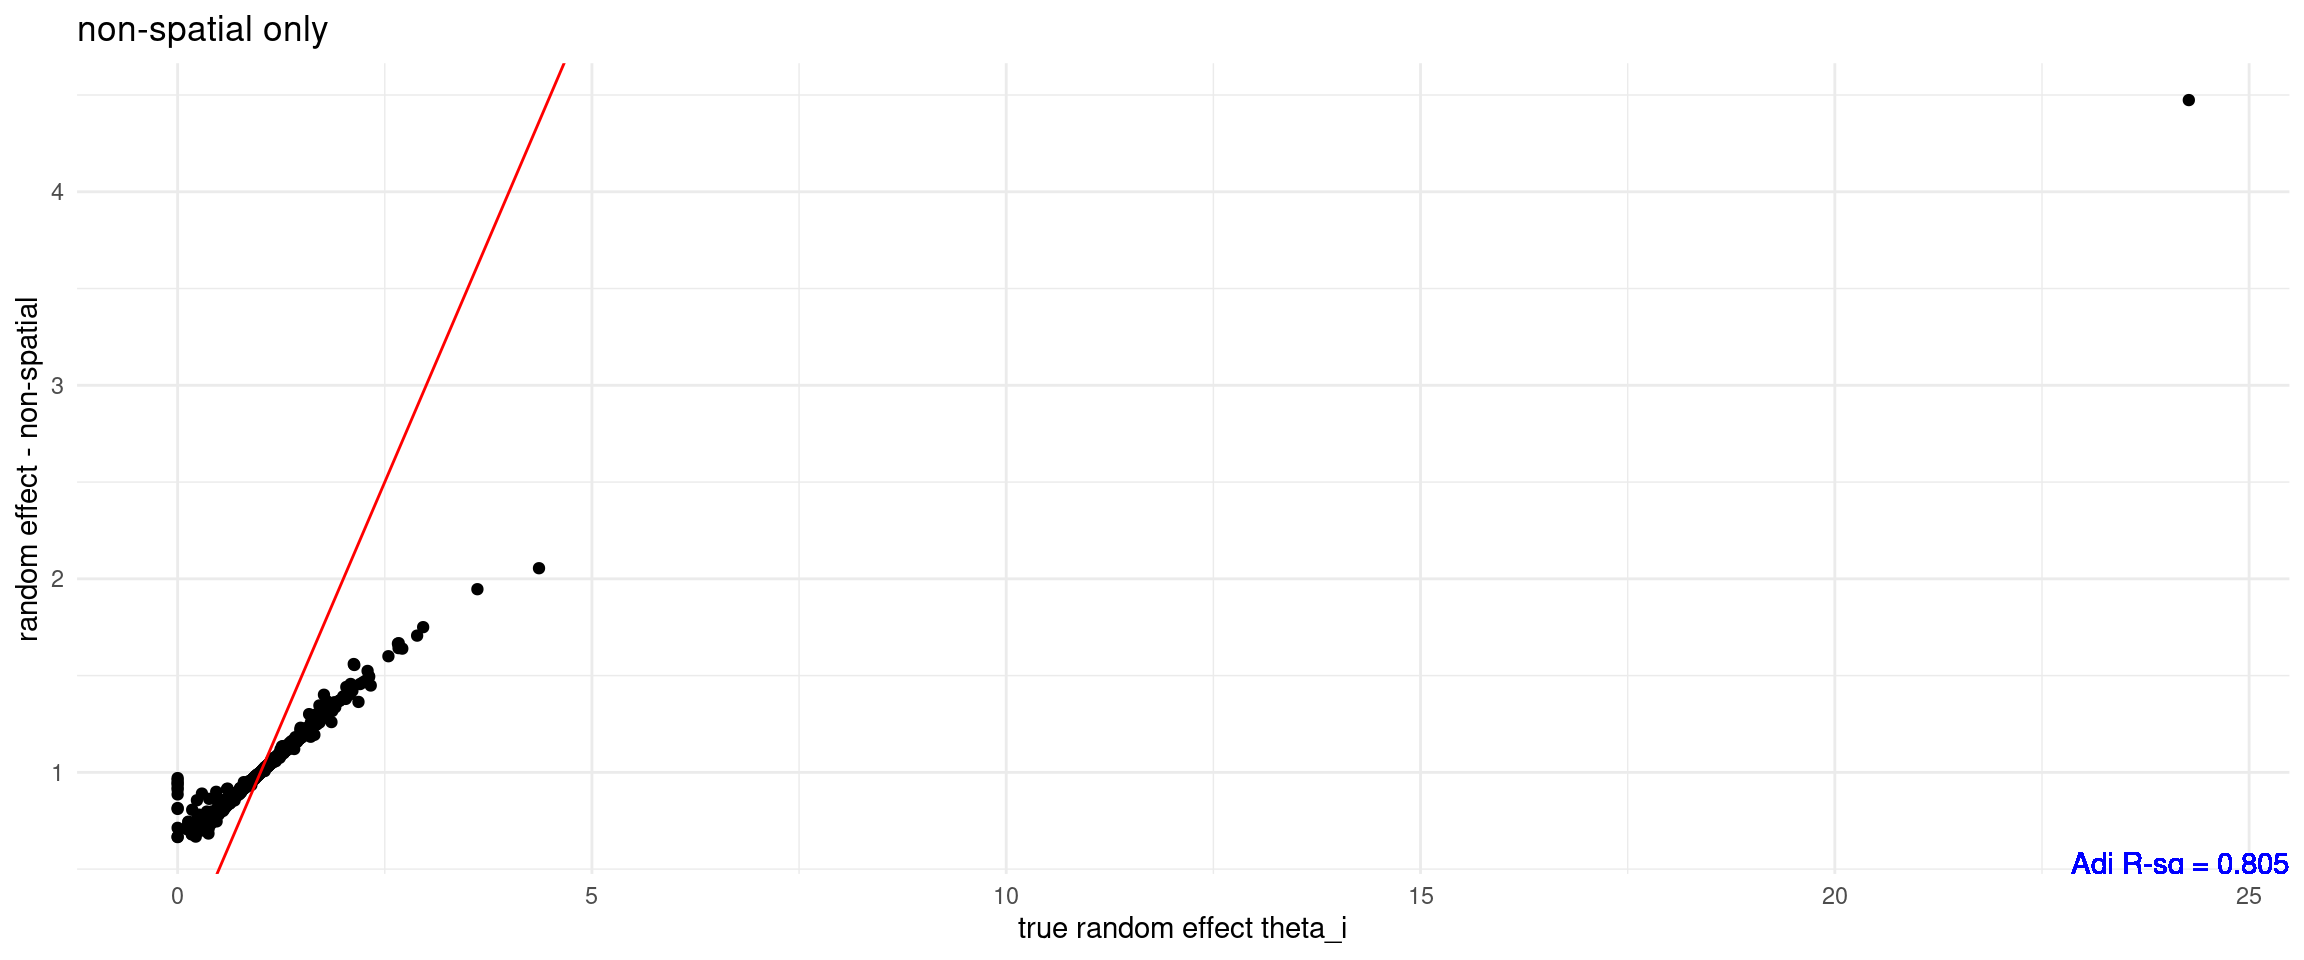 non-spatial only
random effect - non-spatial
4
3
2
1
0
5
10
15
20
25
Adj R-sq = 0.805
true random effect theta_i